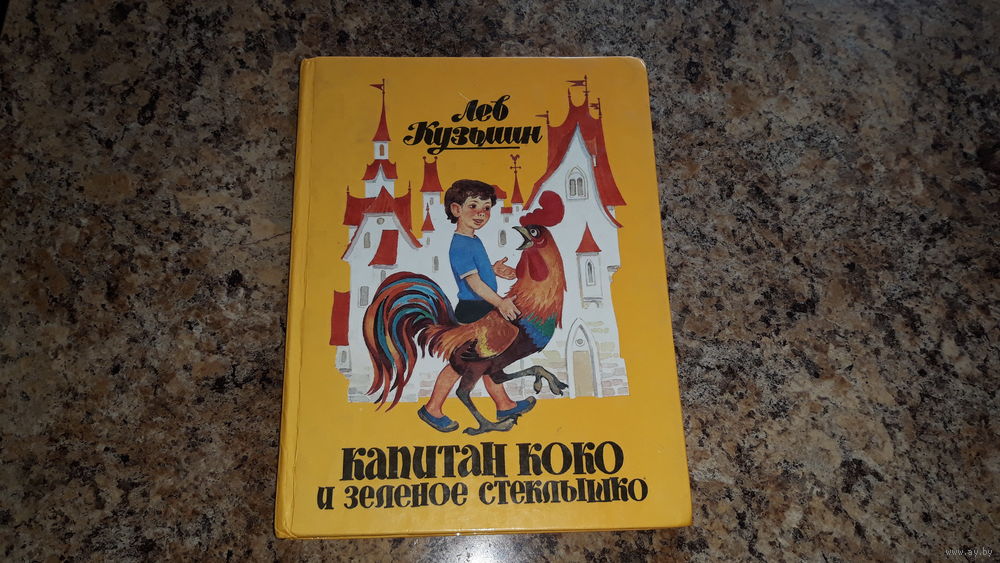 Лев
Кузьмин
капитан коко
и зеленое стеклышко
www.ay.by